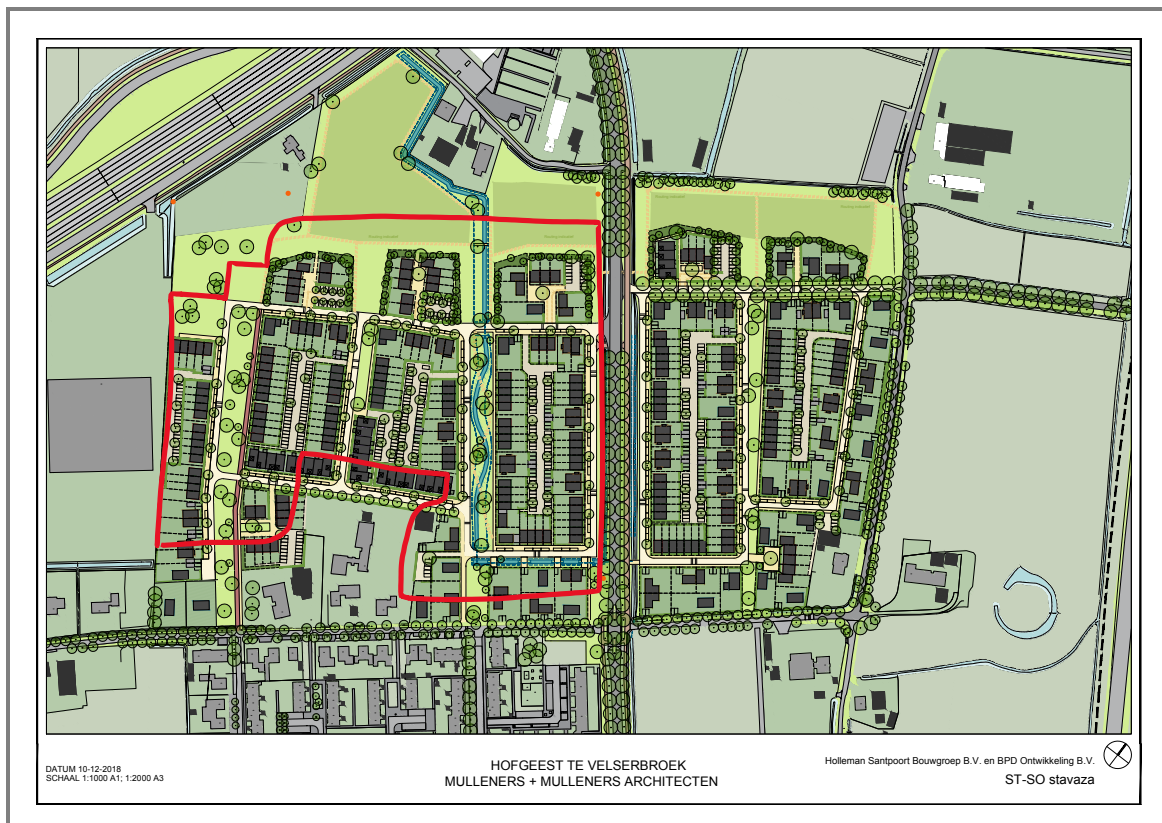 DATUM 10-12-2018
SCHAAL 1:1000 A1; 1:2000 A3
HOFGEEST TE VELSERBROEK
MULLENERS + MULLENERS ARCHITECTEN
Holleman Santpoort Bouwgroep B.V. en BPD Ontwikkeling B.V.
ST-SO stavaza